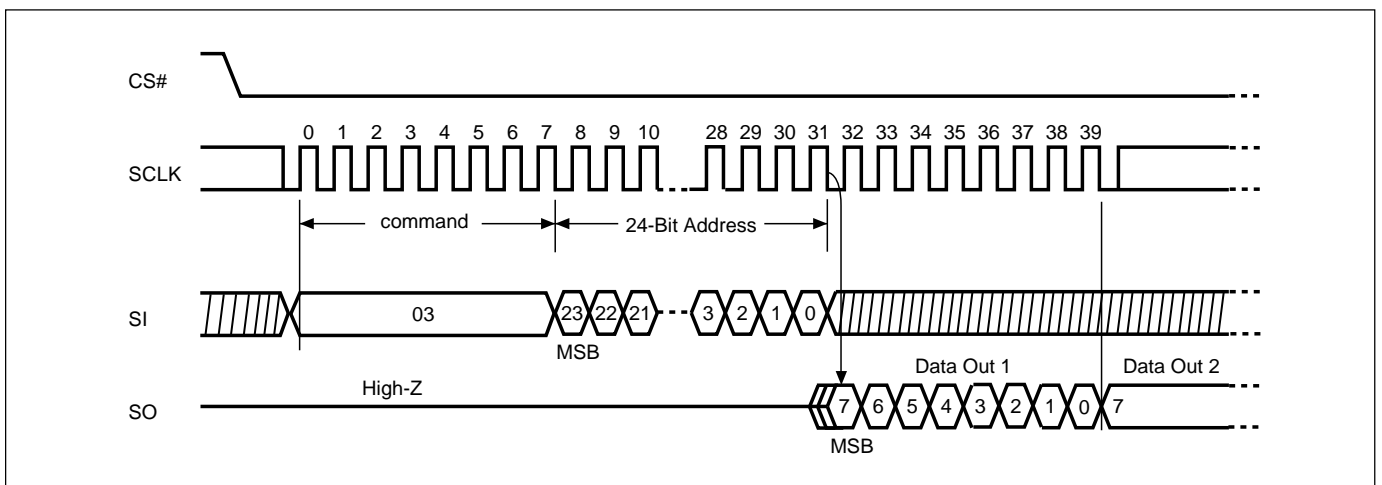 CS#
0 1 2 3 4 5 6 7 8 9 10 28 29 30 31 32 33 34 35 36 37 38 39
SCLK
command
24-Bit Address
SI
03
23 22 21 3 2 1 0
MSB
Data Out 1
Data Out 2
High-Z
SO
7 6 5 4 3 2 1 0 7
MSB